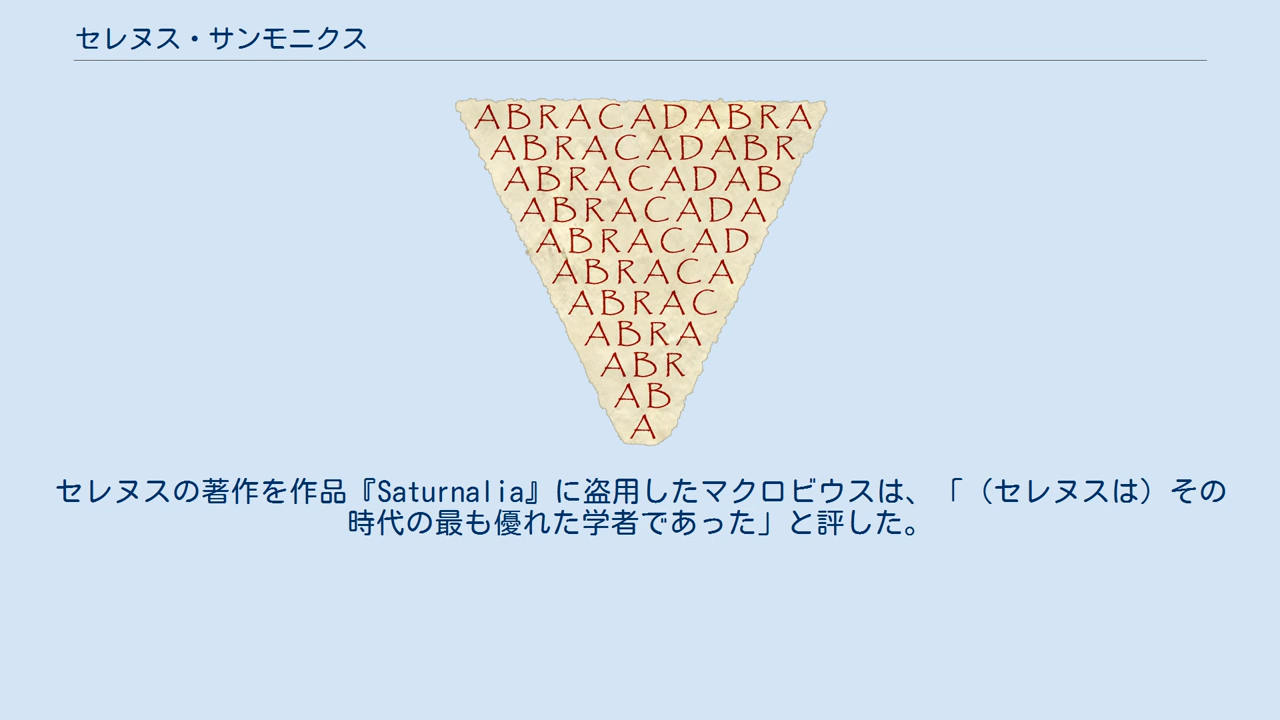 セレヌス・サンモニクス
ABRACADABRA
ABRACADABR
ABRACADAB
ABRACADA
ABRACAD
ABRACA
ABRAC
ABRA
ABR
AB
A
セレヌスの著作を作品『Saturnalia』に盗用したマクロビウスは、「（セレヌスは）その
時代の最も優れた学者であった」と評した。